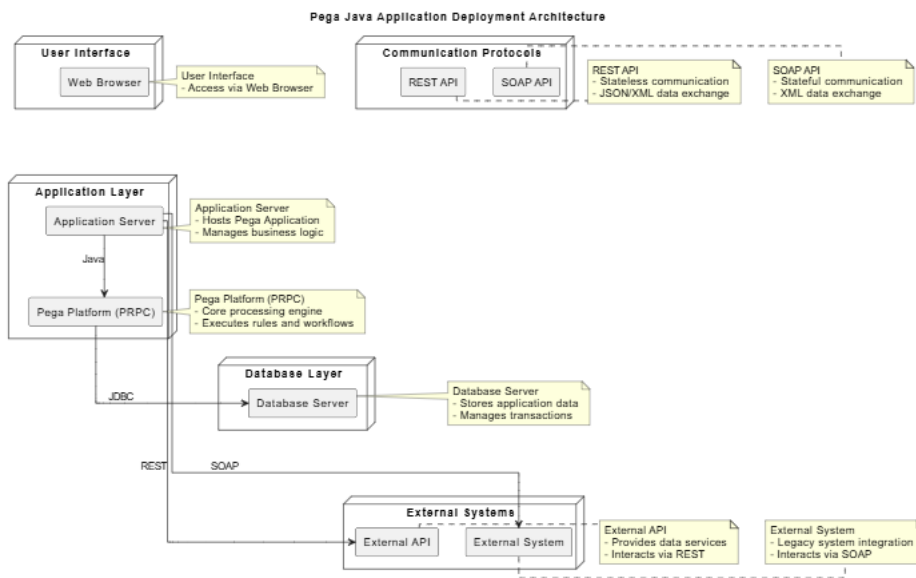 Pega Java Application Deployment Architecture
User Interface
Web Browser
User Interface
- Access via Web Browser
Communication Protocols
REST API
SOAP API
REST API
- Stateless communication
- JSON/XML data exchange
SOAP API
- Stateful communication
- XML data exchange
Application Layer
Application Server
Application Server
- Hosts Pega Application
- Manages business logic
Java
Pega Platform (PRPC)
Pega Platform (PRPC)
- Core processing engine
- Executes rules and workflows
Database Layer
Database Server
Database Server
- Stores application data
- Manages transactions
JDBC
REST
SOAP
External Systems
External API
External System
External API
- Provides data services
- Interacts via REST
External System
- Legacy system integration
- Interacts via SOAP